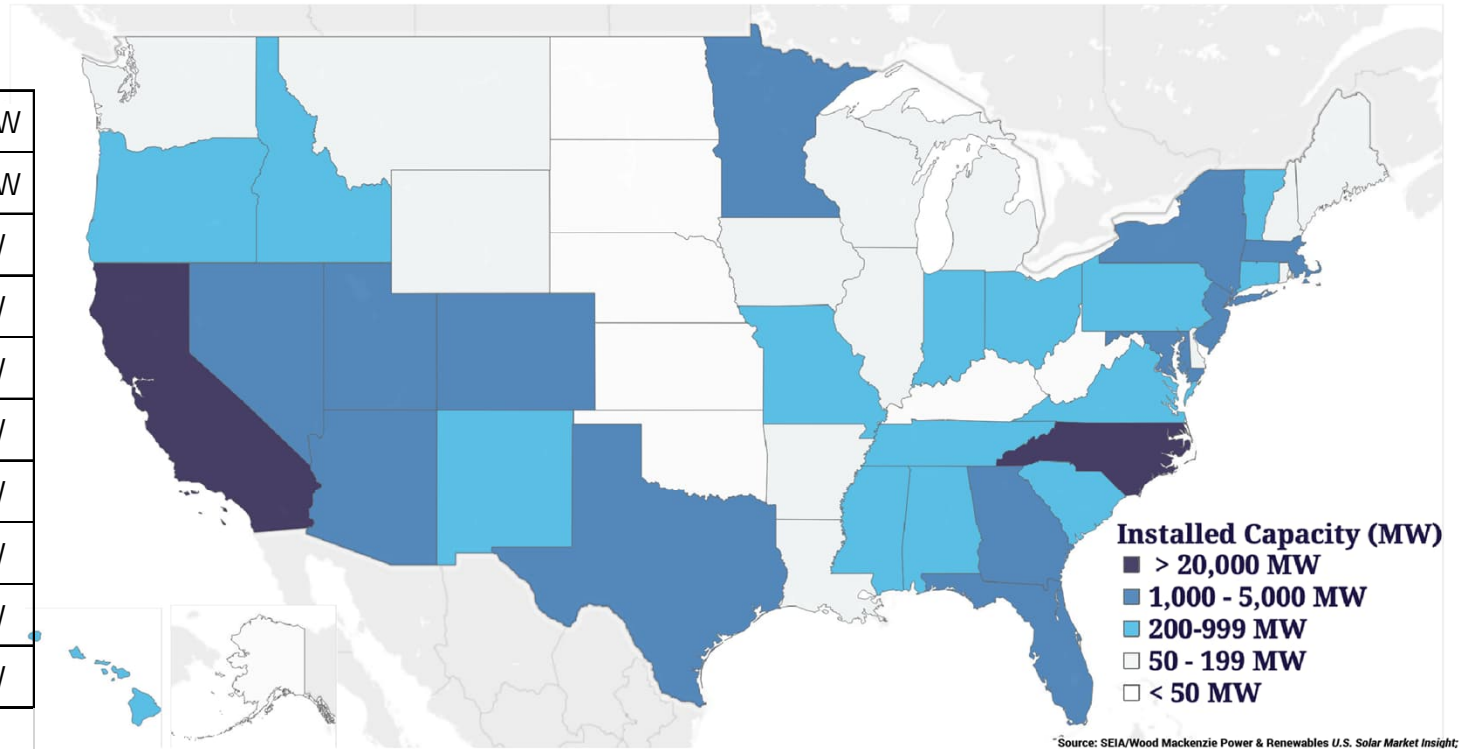 W
W
Installed Capacity (MW)
> 20,000 MW
1,000 - 5,000 MW
200-999 MW
50 - 199 MW
< 50 MW
Source: SEIA/Wood Mackenzie Power & Renewables U.S. Solar Market Insight;